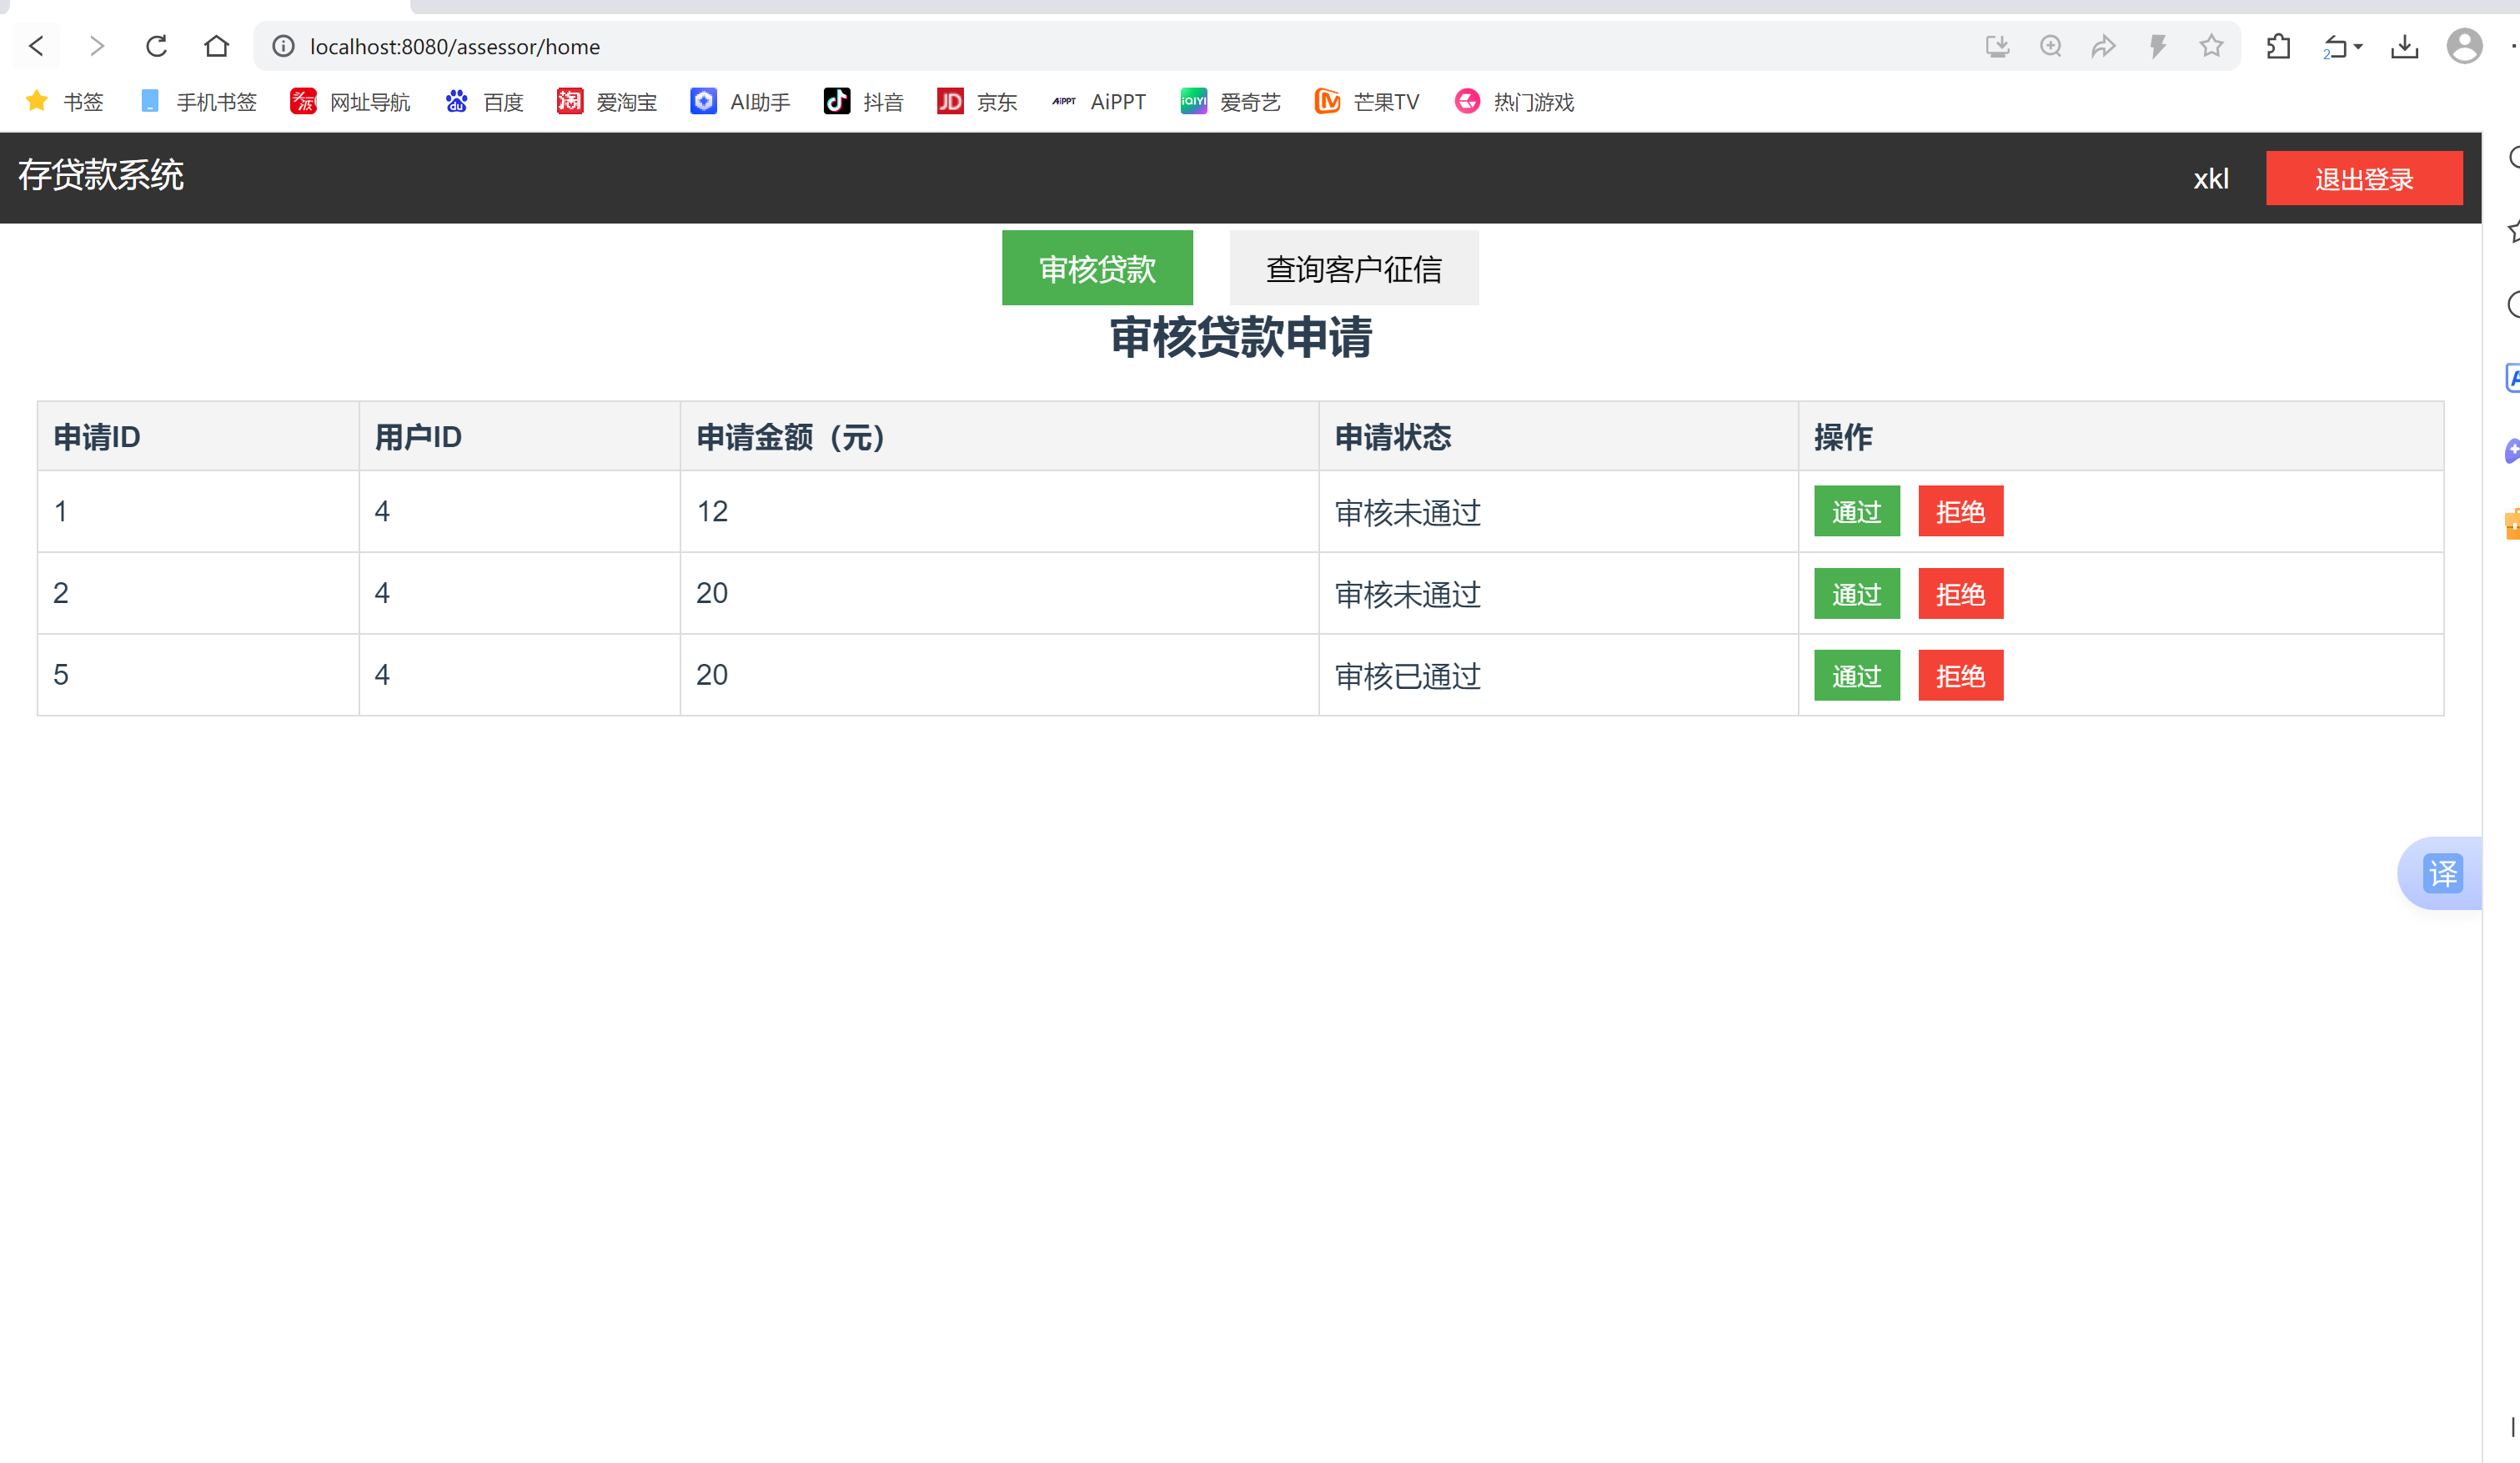 localhost:8080/assessor/home
书签 手机书签 网址导航 百度 爱淘宝 AI助手 抖音 京东 AiPPT 爱奇艺 芒果TV 热门游戏
存贷款系统 xkl 退出登录
审核贷款 查询客户征信
审核贷款申请
申请ID 用户ID 申请金额（元） 申请状态 操作
1 4 12 审核未通过 通过 拒绝
2 4 20 审核未通过 通过 拒绝
5 4 20 审核已通过 通过 拒绝
译